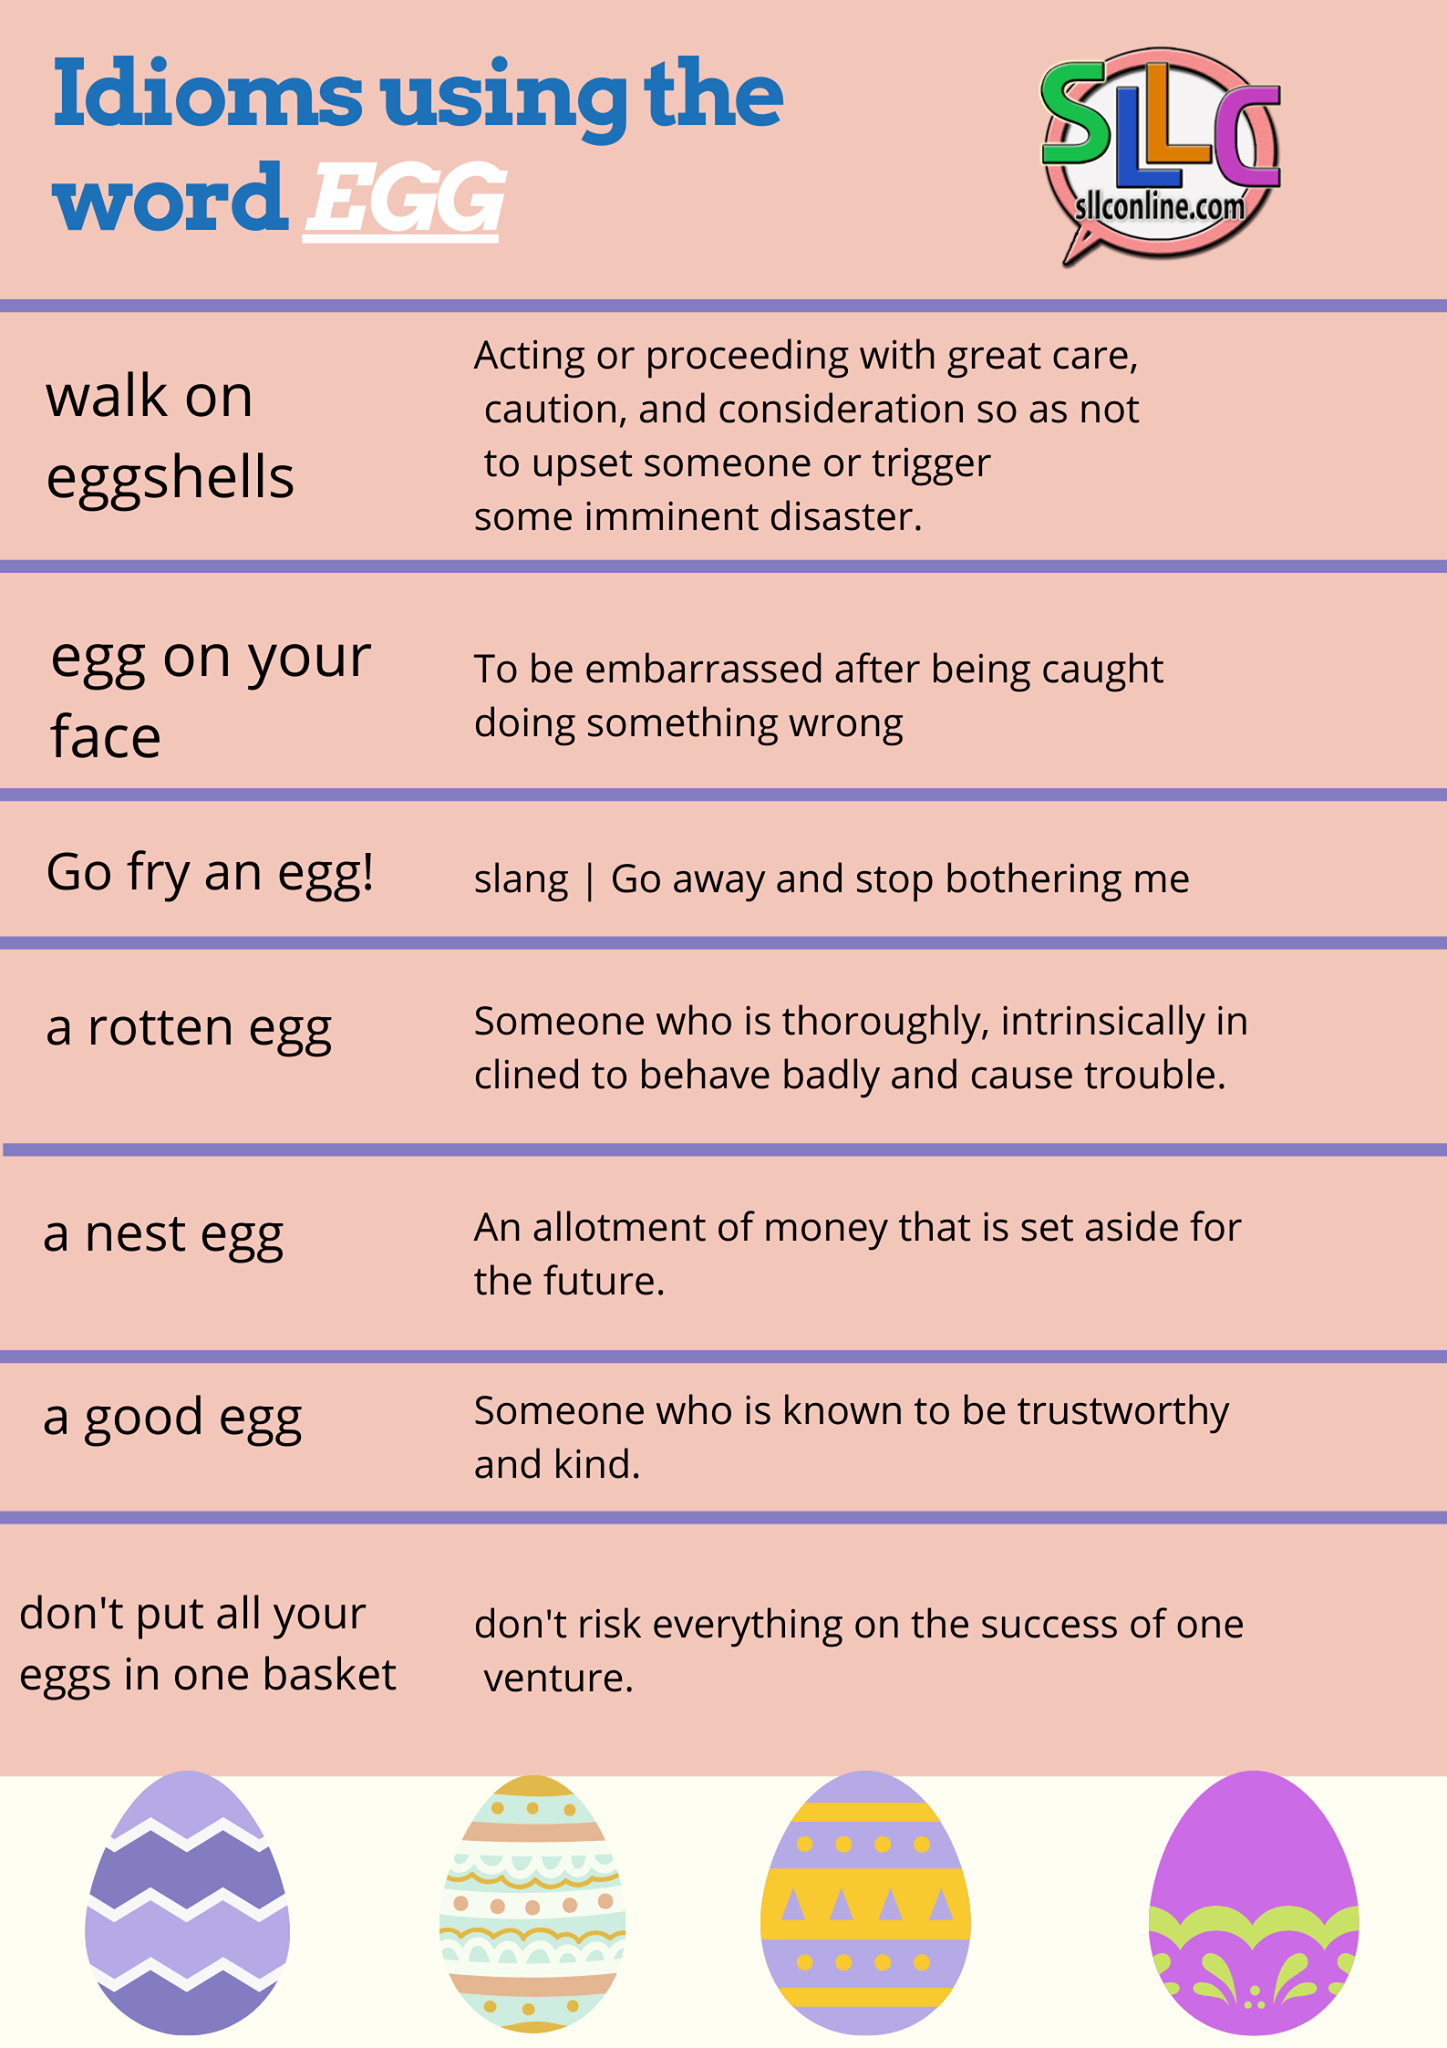 Idioms using the
word EGG
SLLC
sllconline.com
walk on
eggshells
Acting or proceeding with great care,
caution, and consideration so as not
to upset someone or trigger
some imminent disaster.
egg on your
face
To be embarrassed after being caught
doing something wrong
Go fry an egg!
slang | Go away and stop bothering me
a rotten egg
Someone who is thoroughly, intrinsically in
clined to behave badly and cause trouble.
a nest egg
An allotment of money that is set aside for
the future.
a good egg
Someone who is known to be trustworthy
and kind.
don't put all your
eggs in one basket
don't risk everything on the success of one
venture.